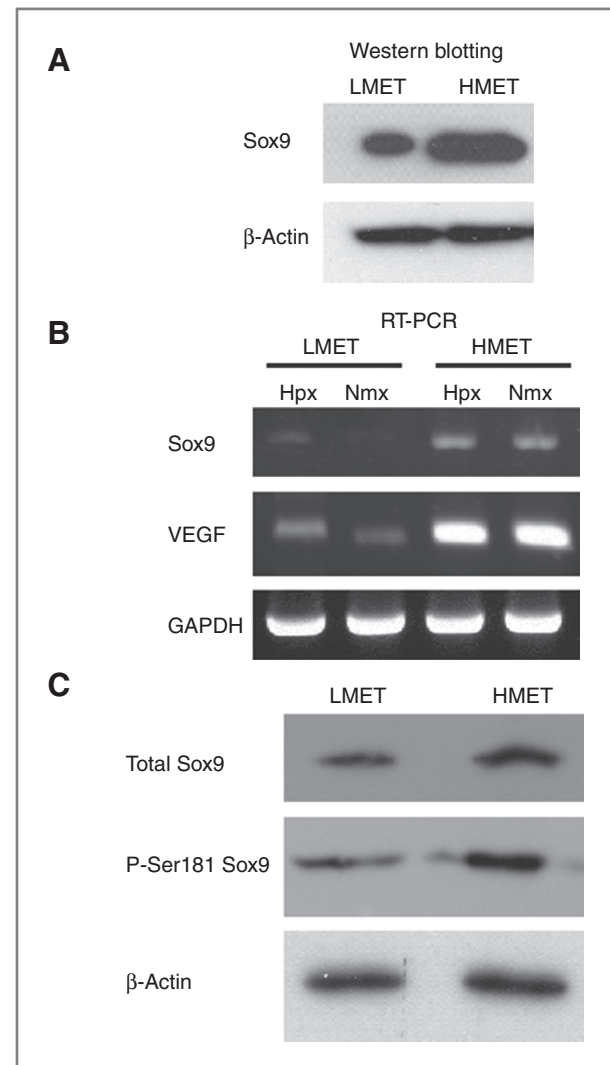 A
Western blotting
LMET HMET
Sox9
β-Actin
B
RT-PCR
LMET HMET
Hpx Nmx Hpx Nmx
Sox9
VEGF
GAPDH
C
LMET HMET
Total Sox9
P-Ser181 Sox9
β-Actin